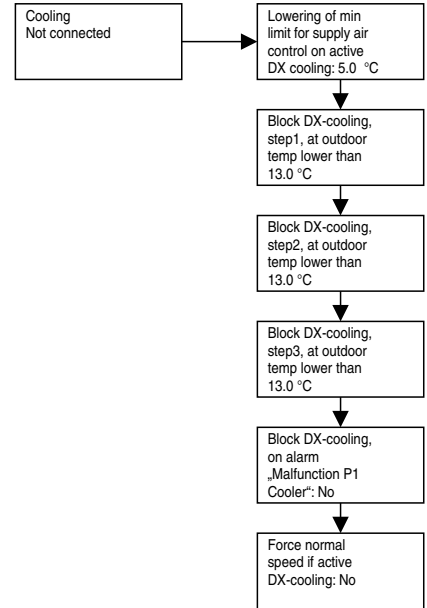 Cooling
Not connected
Lowering of min
limit for supply air
control on active
DX cooling: 5.0 °C
Block DX-cooling,
step1, at outdoor
temp lower than
13.0 °C
Block DX-cooling,
step2, at outdoor
temp lower than
13.0 °C
Block DX-cooling,
step3, at outdoor
temp lower than
13.0 °C
Block DX-cooling,
on alarm
„Malfunction P1
Cooler“: No
Force normal
speed if active
DX-cooling: No